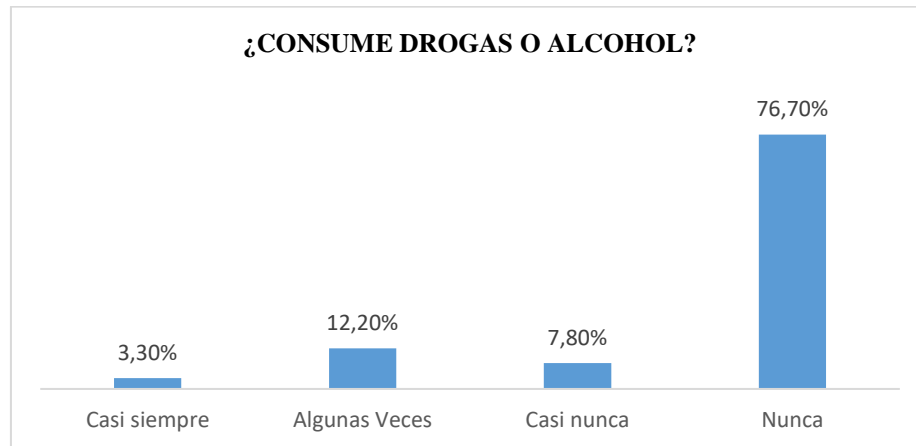 ¿CONSUME DROGAS O ALCOHOL?
76,70%
12,20%
7,80%
3,30%
Casi siempre Algunas Veces Casi nunca Nunca